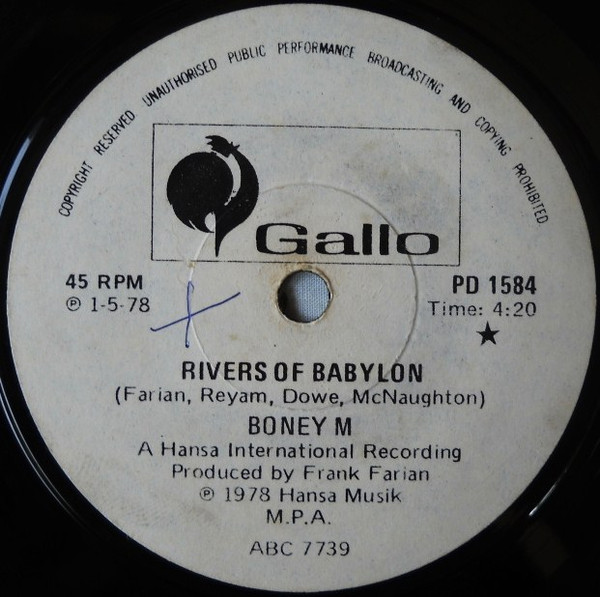 COPYRIGHT RESERVED UNAUTHORISED PUBLIC PERFORMANCE BROADCASTING AND COPYING PROHIBITED
Gallo
45 RPM
℗ 1-5-78
PD 1584
Time: 4:20
RIVERS OF BABYLON
(Farian, Reyam, Dowe, McNaughton)
BONEY M
A Hansa International Recording
Produced by Frank Farian
℗ 1978 Hansa Musik
M.P.A.
ABC 7739